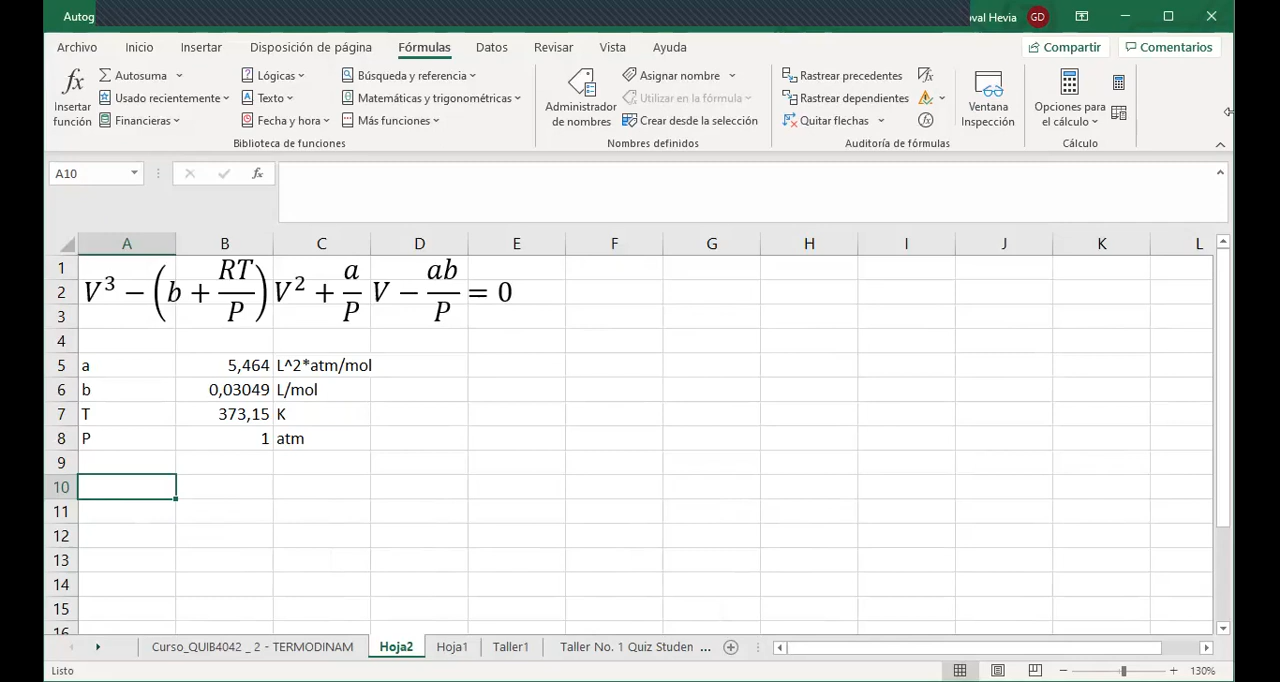 Autog
oval Hevia GD
Archivo Inicio Insertar Disposición de página Fórmulas Datos Revisar Vista Ayuda Compartir Comentarios
fx Insertar función
Autosuma
Usado recientemente
Financieras
Lógicas
Texto
Fecha y hora
Búsqueda y referencia
Matemáticas y trigonométricas
Más funciones
Biblioteca de funciones
Administrador de nombres
Asignar nombre
Utilizar en la fórmula
Crear desde la selección
Nombres definidos
Rastrear precedentes
Rastrear dependientes
Quitar flechas
fx
Auditoría de fórmulas
Ventana Inspección
Opciones para el cálculo
Cálculo
A10 fx
A B C D E F G H I J K L
1
2
3
V³ − (b + RT/P) V² + a/P V − ab/P = 0
4
5 a 5,464 L^2*atm/mol
6 b 0,03049 L/mol
7 T 373,15 K
8 P 1 atm
9
10
11
12
13
14
15
16
Curso_QUIB4042 _ 2 - TERMODINAM Hoja2 Hoja1 Taller1 Taller No. 1 Quiz Studen ...
Listo 130%